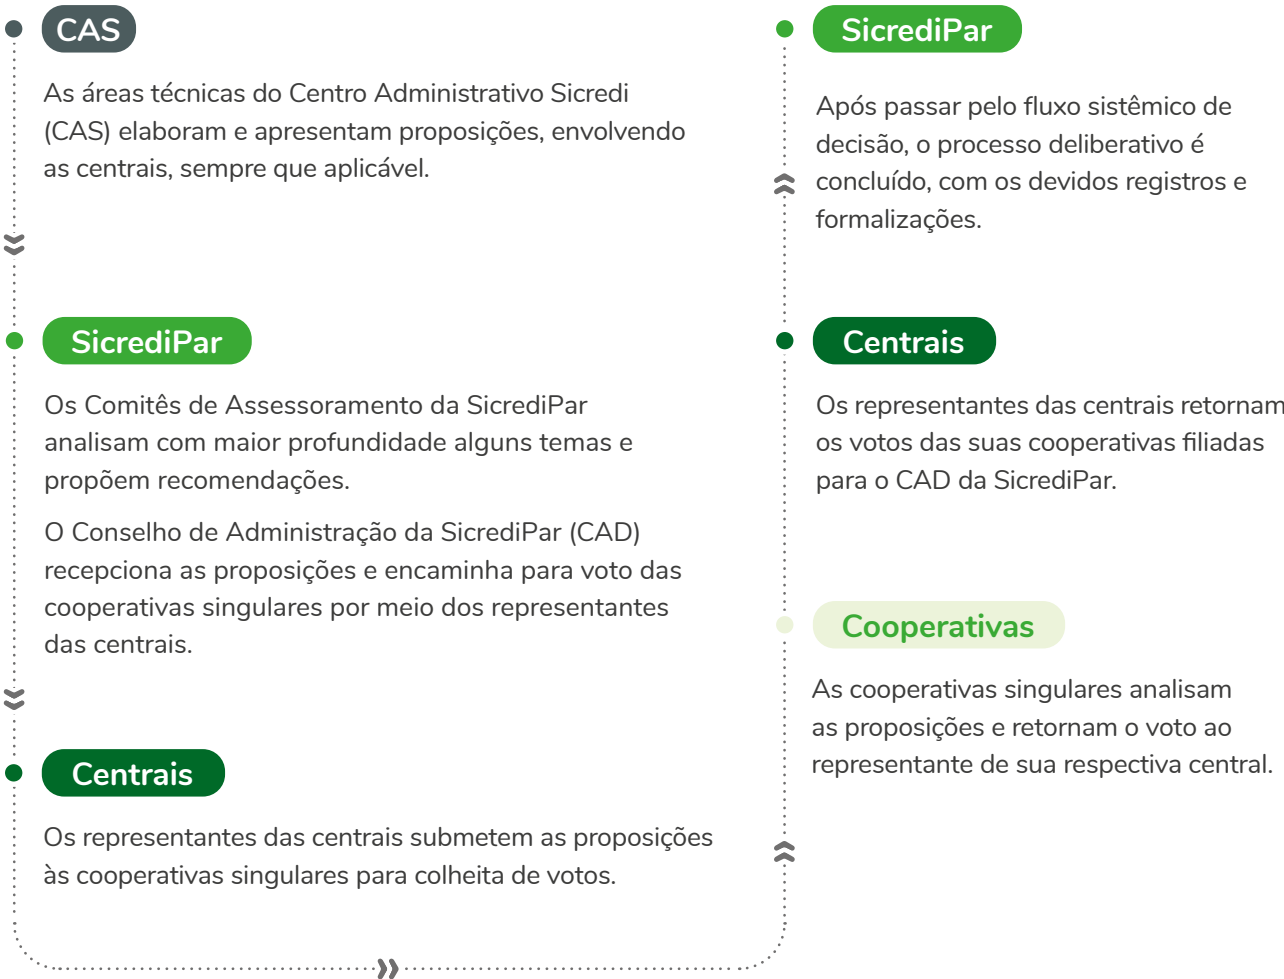 CAS
As áreas técnicas do Centro Administrativo Sicredi
(CAS) elaboram e apresentam proposições, envolvendo
as centrais, sempre que aplicável.
SicrediPar
Os Comitês de Assessoramento da SicrediPar
analisam com maior profundidade alguns temas e
propõem recomendações.
O Conselho de Administração da SicrediPar (CAD)
recepciona as proposições e encaminha para voto das
cooperativas singulares por meio dos representantes
das centrais.
Centrais
Os representantes das centrais submetem as proposições
às cooperativas singulares para colheita de votos.
Cooperativas
As cooperativas singulares analisam
as proposições e retornam o voto ao
representante de sua respectiva central.
Centrais
Os representantes das centrais retornam
os votos das suas cooperativas filiadas
para o CAD da SicrediPar.
SicrediPar
Após passar pelo fluxo sistêmico de
decisão, o processo deliberativo é
concluído, com os devidos registros e
formalizações.